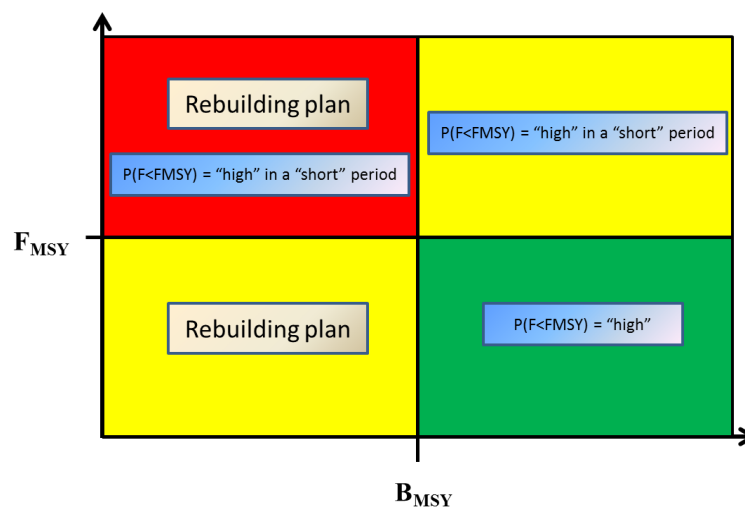 Rebuilding plan
P(F<FMSY) = “high” in a “short” period
P(F<FMSY) = “high” in a “short” period
FMSY
Rebuilding plan
P(F<FMSY) = “high”
BMSY